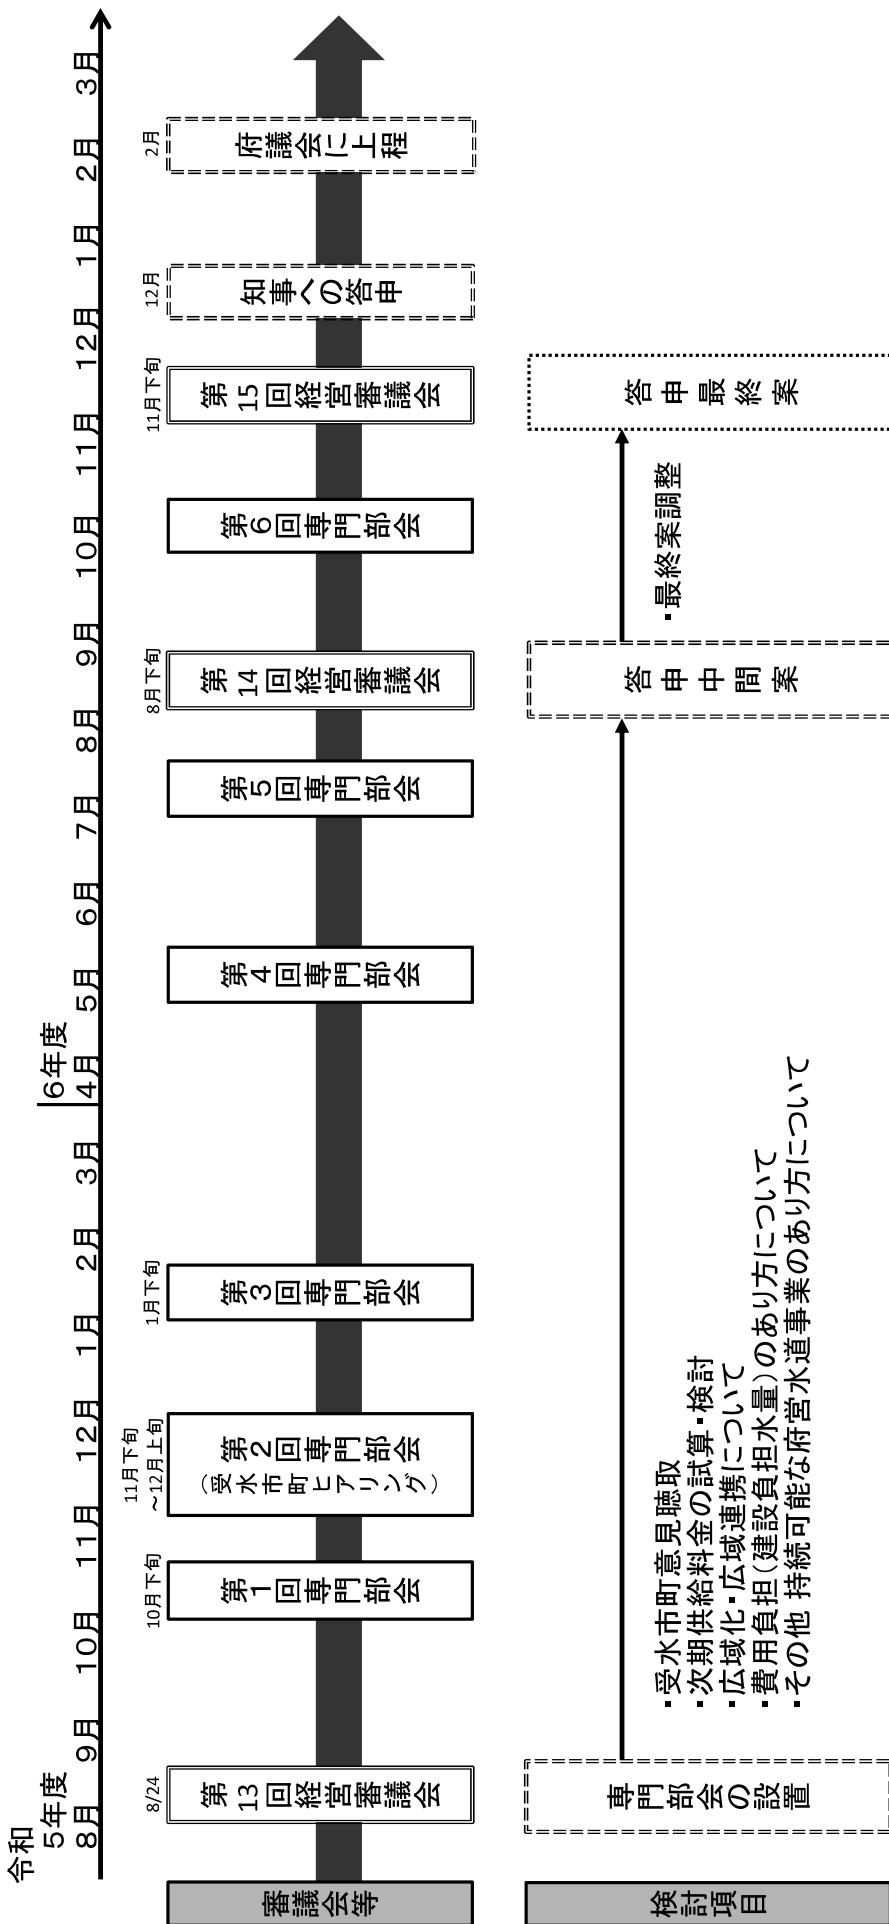 令和
5年度
6年度
8月
9月
10月
11月
12月
1月
2月
3月
4月
5月
6月
7月
8月
9月
10月
11月
12月
1月
2月
3月
審議会等
8/24
第13回経営審議会
10月下旬
第1回専門部会
11月下旬
～12月上旬
第2回専門部会
（受水市町ヒアリング）
1月下旬
第3回専門部会
第4回専門部会
第5回専門部会
8月下旬
第14回経営審議会
第6回専門部会
11月下旬
第15回経営審議会
12月
知事への答申
2月
府議会に上程
検討項目
専門部会の設置
・受水市町意見聴取
・次期供給料金の試算・検討
・広域化・広域連携について
・費用負担（建設負担水量）のあり方について
・その他 持続可能な府営水道事業のあり方について
答申中間案
・最終案調整
答申最終案